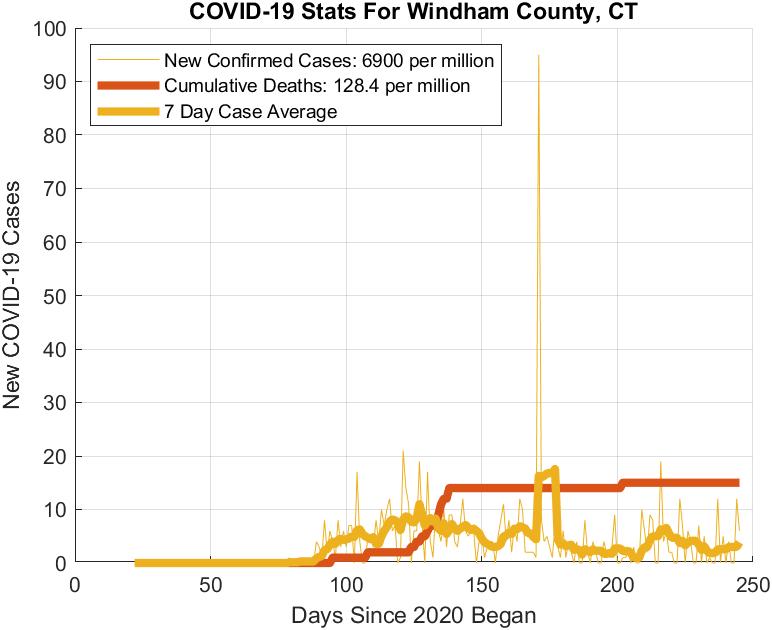 COVID-19 Stats For Windham County, CT
New Confirmed Cases: 6900 per million
Cumulative Deaths: 128.4 per million
7 Day Case Average
New COVID-19 Cases
100
90
80
70
60
50
40
30
20
10
0
0 50 100 150 200 250
Days Since 2020 Began